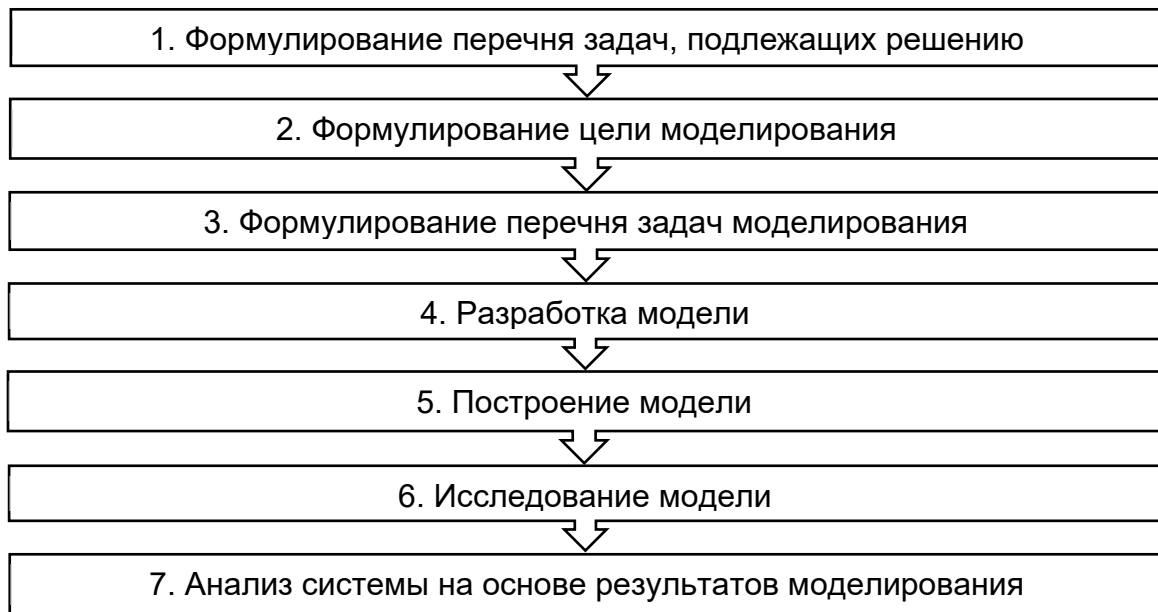 1. Формулирование перечня задач, подлежащих решению
2. Формулирование цели моделирования
3. Формулирование перечня задач моделирования
4. Разработка модели
5. Построение модели
6. Исследование модели
7. Анализ системы на основе результатов моделирования